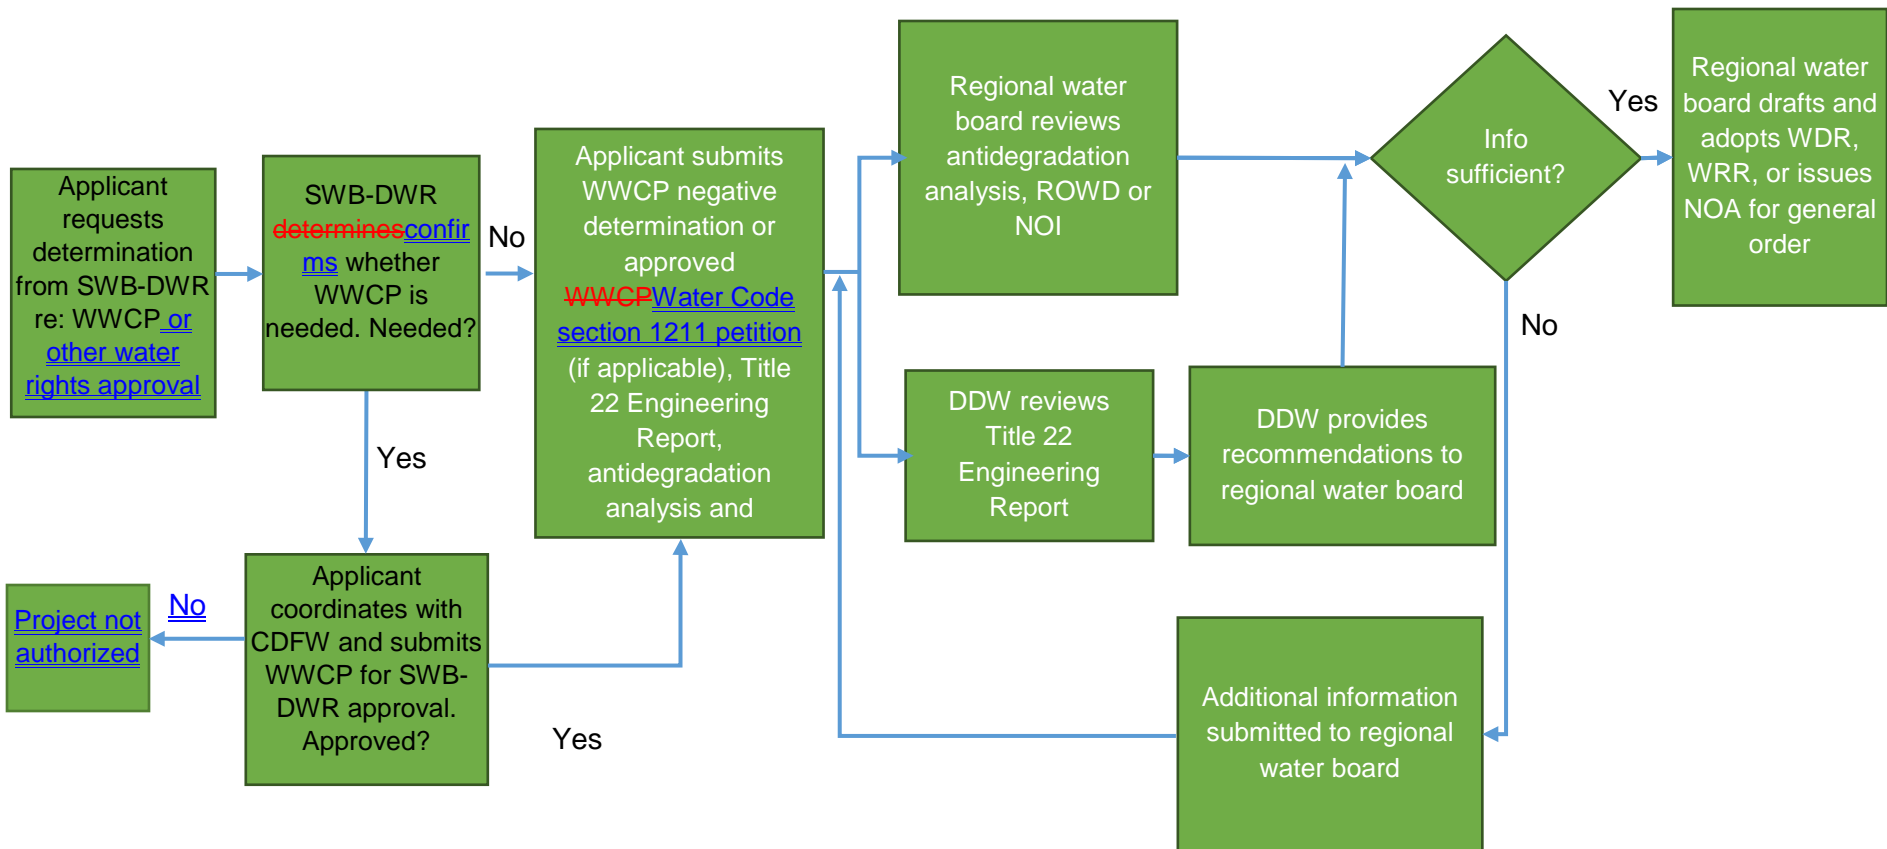 Applicant
requests
determination
from SWB-DWR
re: WWCP or
other water
rights approval
SWB-DWR
determinesconfir
ms whether
WWCP is
needed. Needed?
No
Yes
Applicant
coordinates with
CDFW and submits
WWCP for SWB-
DWR approval.
Approved?
No
Project not
authorized
Yes
Applicant submits
WWCP negative
determination or
approved
WWCPWater Code
section 1211 petition
(if applicable), Title
22 Engineering
Report,
antidegradation
analysis and
Regional water
board reviews
antidegradation
analysis, ROWD or
NOI
DDW reviews
Title 22
Engineering
Report
DDW provides
recommendations to
regional water board
Info
sufficient?
Yes
Regional water
board drafts and
adopts WDR,
WRR, or issues
NOA for general
order
No
Additional information
submitted to regional
water board